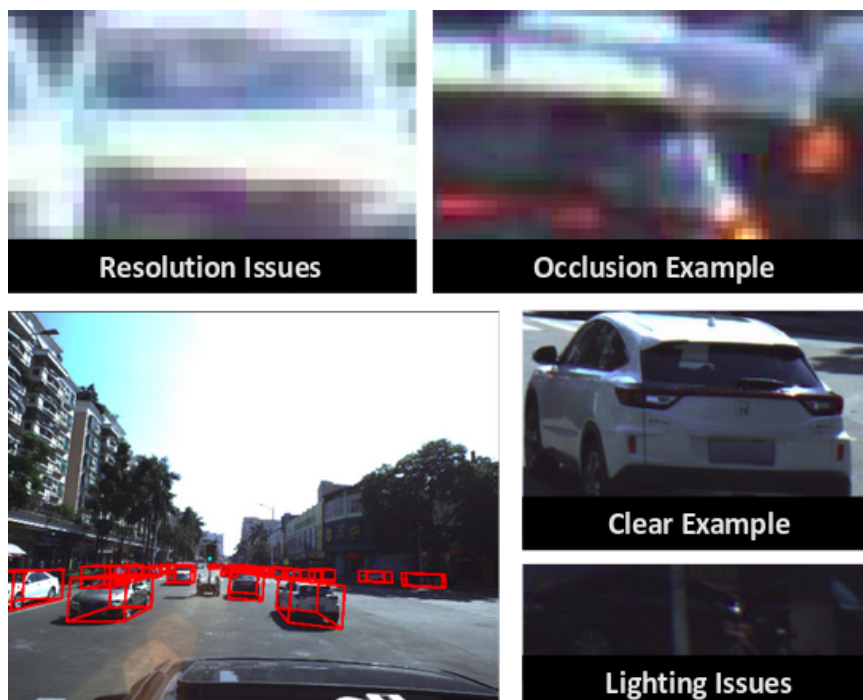 Resolution Issues
Occlusion Example
Clear Example
Lighting Issues